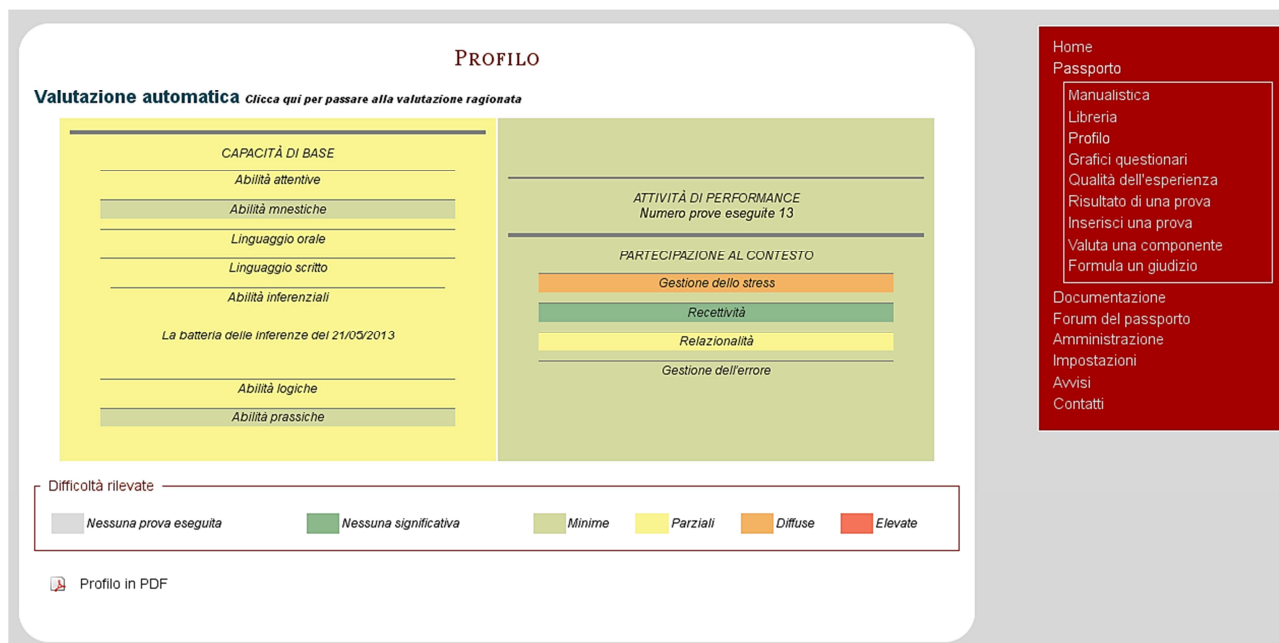 PROFILO
Valutazione automatica Clicca qui per passare alla valutazione ragionata
CAPACITÀ DI BASE
Abilità attentive
Abilità mnestiche
Linguaggio orale
Linguaggio scritto
Abilità inferenziali
La batteria delle inferenze del 21/05/2013
Abilità logiche
Abilità prassiche
ATTIVITÀ DI PERFORMANCE
Numero prove eseguite 13
PARTECIPAZIONE AL CONTESTO
Gestione dello stress
Recettività
Relazionalità
Gestione dell'errore
Difficoltà rilevate
Nessuna prova eseguita
Nessuna significativa
Minime
Parziali
Diffuse
Elevate
Profilo in PDF
Home
Passporto
Manualistica
Libreria
Profilo
Grafici questionari
Qualità dell'esperienza
Risultato di una prova
Inserisci una prova
Valuta una componente
Formula un giudizio
Documentazione
Forum del passporto
Amministrazione
Impostazioni
Avvisi
Contatti